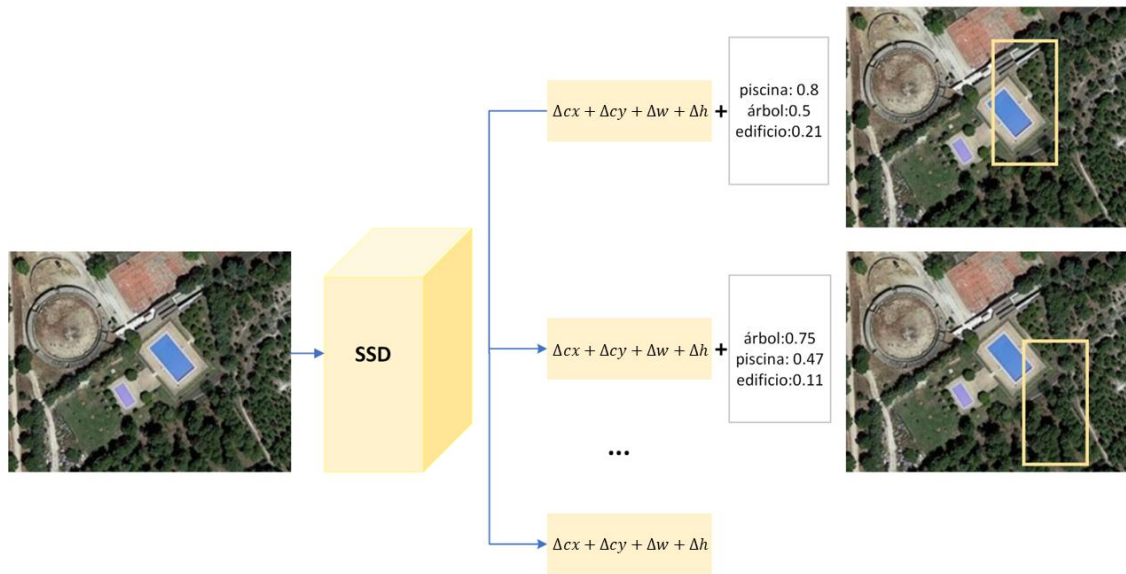 Δcx + Δcy + Δw + Δh
+
piscina: 0.8
árbol:0.5
edificio:0.21
SSD
Δcx + Δcy + Δw + Δh
+
árbol:0.75
piscina: 0.47
edificio:0.11
...
Δcx + Δcy + Δw + Δh